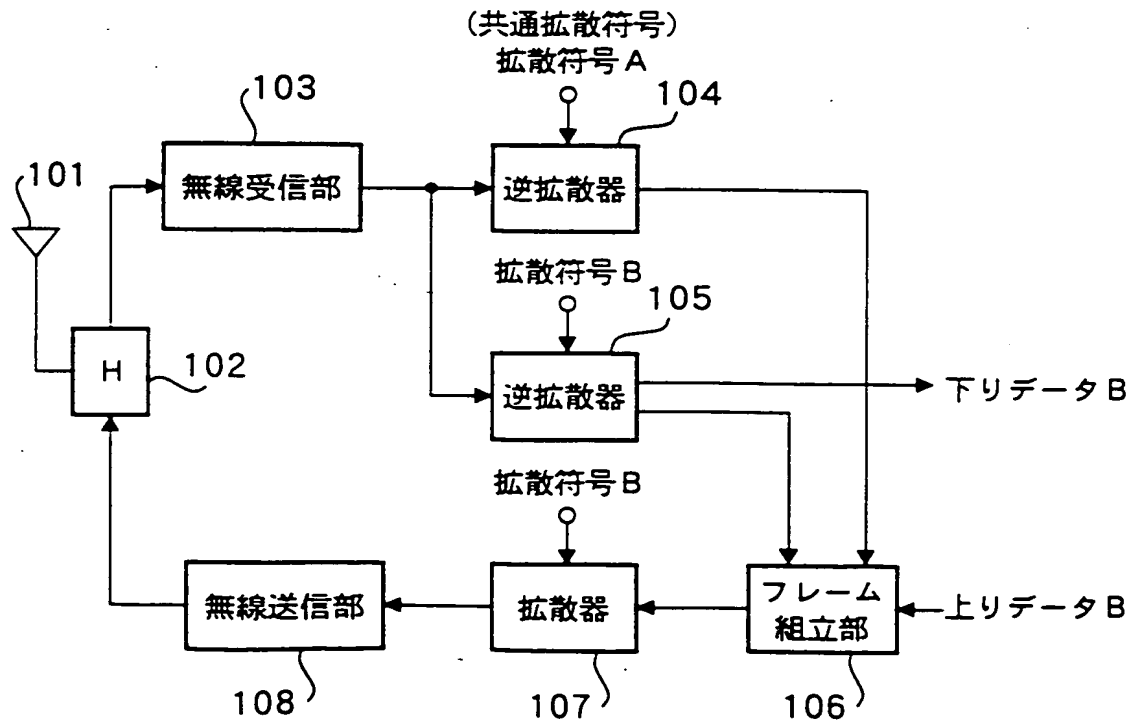 (共通拡散符号)
拡散符号A
103
104
無線受信部
逆拡散器
101
拡散符号B
105
H
102
逆拡散器
下りデータB
拡散符号B
無線送信部
拡散器
フレーム
組立部
上りデータB
108
107
106